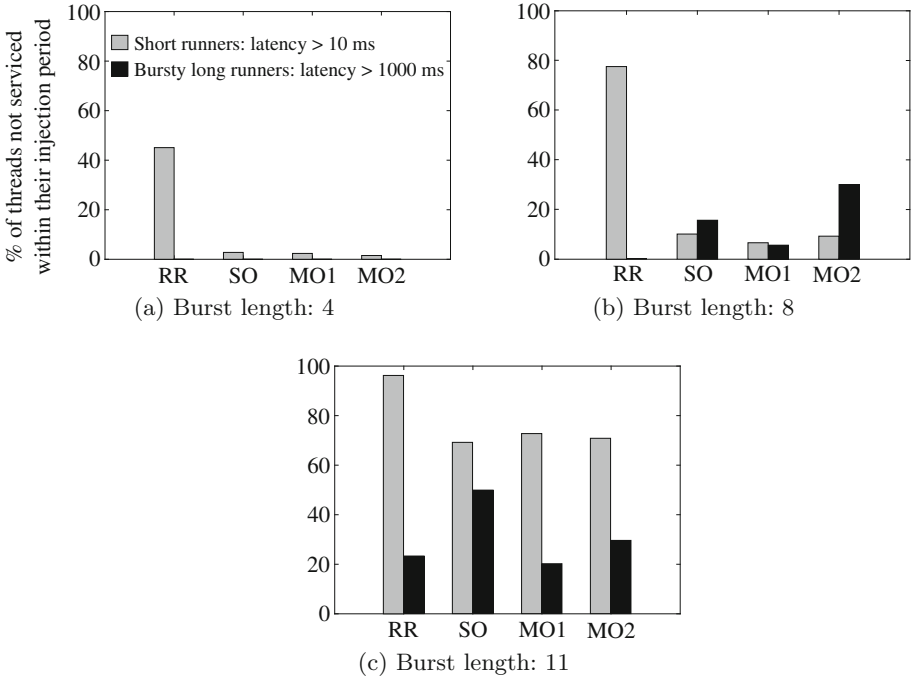 % of threads not serviced
within their injection period
100
80
60
40
20
0
Short runners: latency > 10 ms
Bursty long runners: latency > 1000 ms
RR SO MO1 MO2
(a) Burst length: 4
100
80
60
40
20
0
RR SO MO1 MO2
(b) Burst length: 8
100
80
60
40
20
0
RR SO MO1 MO2
(c) Burst length: 11